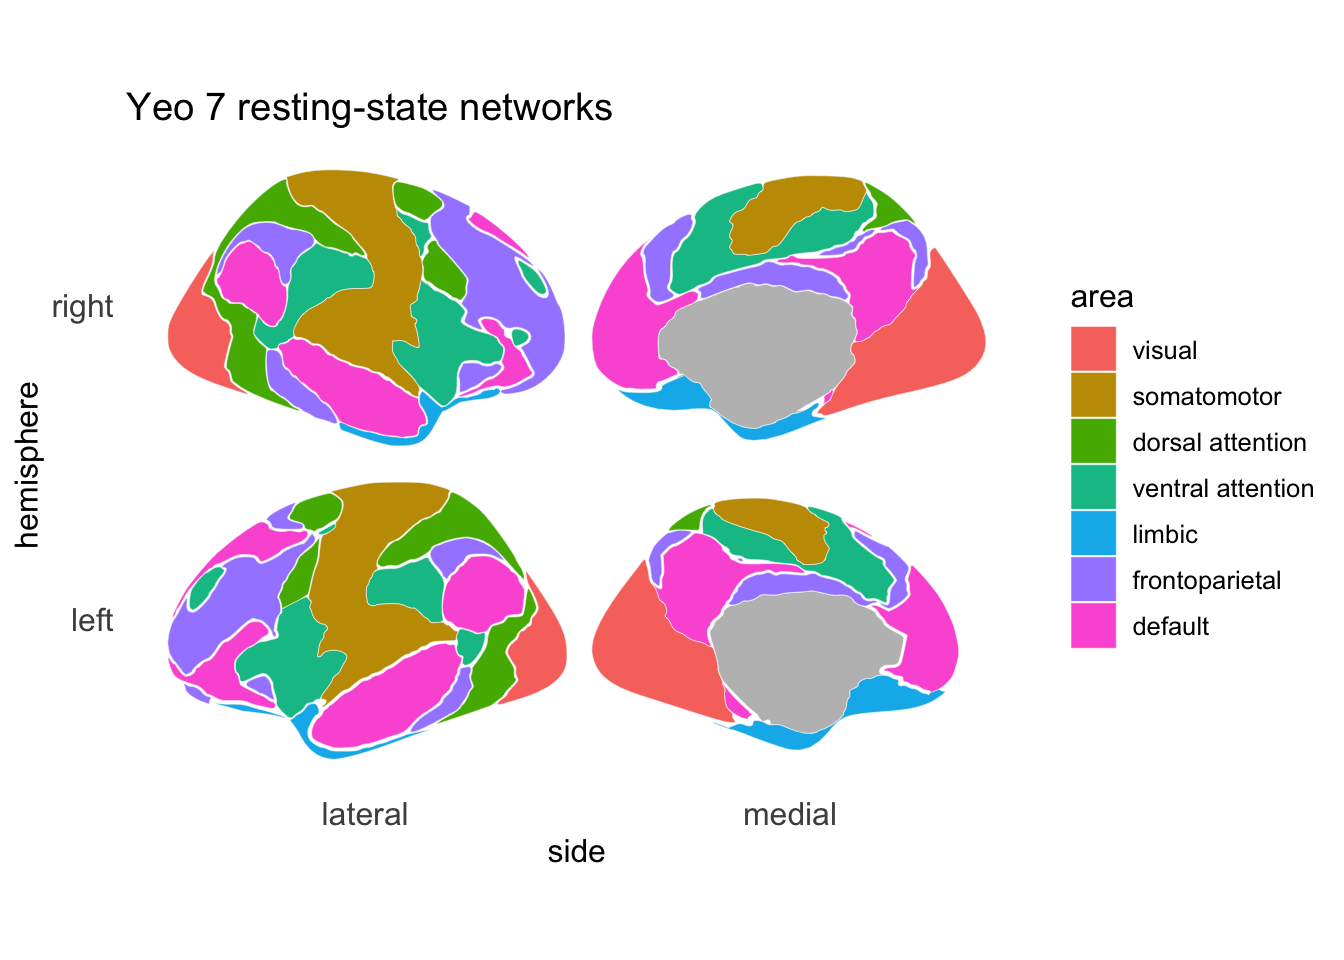 Yeo 7 resting-state networks
right
left
hemisphere
lateral
medial
side
area
visual
somatomotor
dorsal attention
ventral attention
limbic
frontoparietal
default